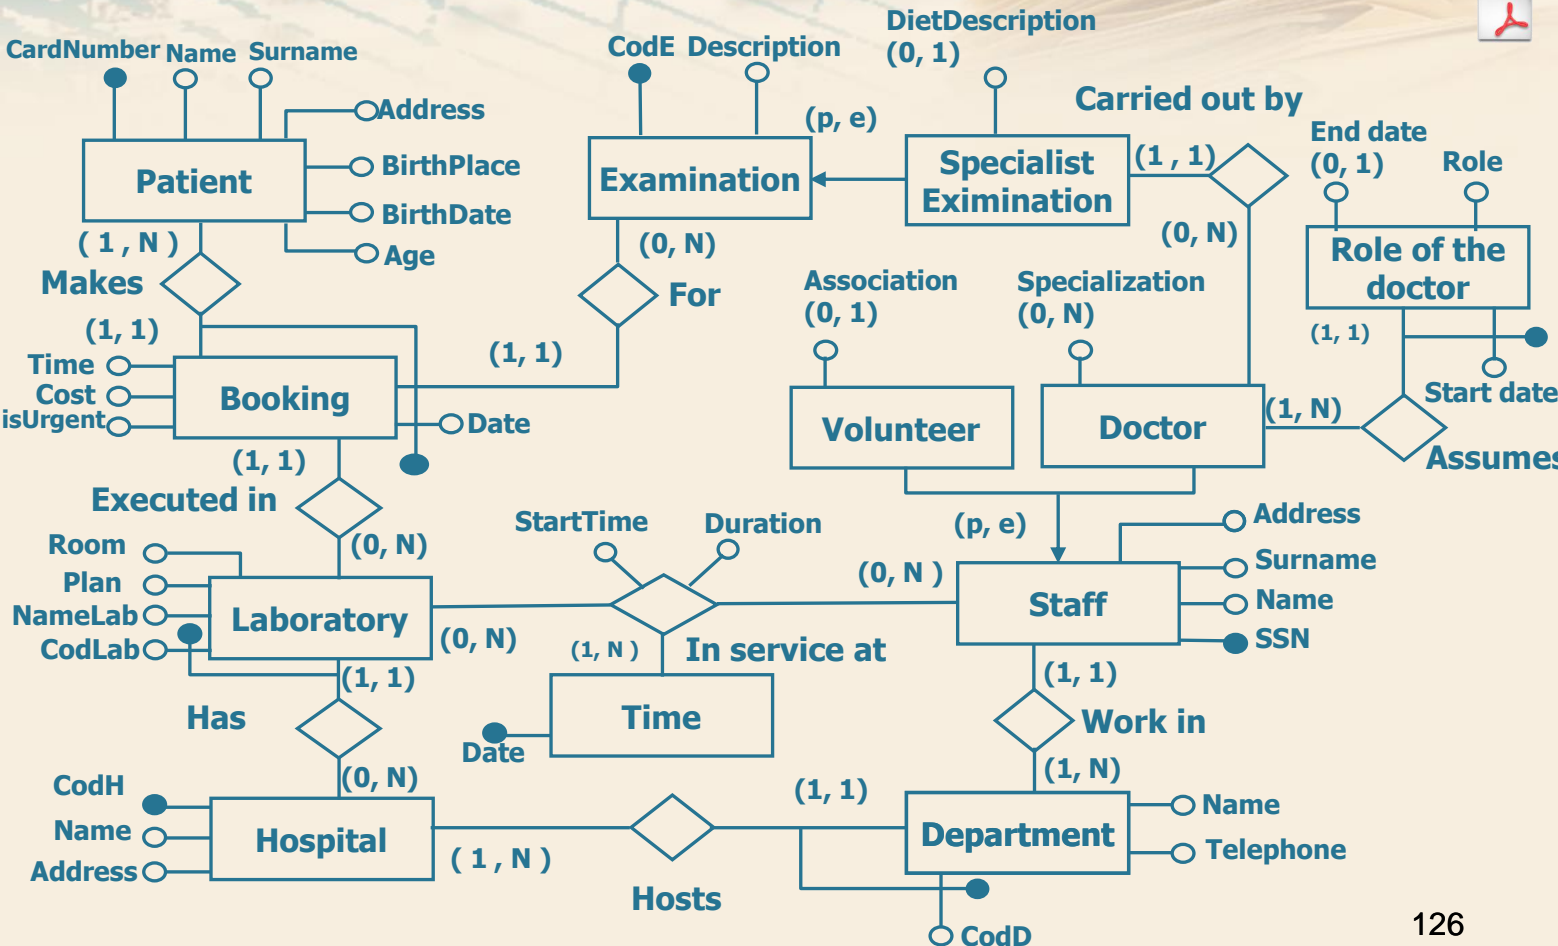 DietDescription
(0, 1)
CardNumber Name Surname
CodE Description
Address
(p, e)
Carried out by
End date
(0, 1)
Role
Patient
BirthPlace
BirthDate
Age
Examination
Specialist
Eximination
(1 , 1)
(0, N)
Role of the
doctor
( 1 , N )
Makes
(0, N)
For
Association
(0, 1)
Specialization
(0, N)
(1, 1)
(1, 1)
(1, 1)
Time
Cost
isUrgent
Booking
Date
Volunteer
Doctor
(1, N)
Start date
Assumes
(1, 1)
Executed in
(0, N)
StartTime
Duration
(p, e)
Address
Surname
Name
SSN
Room
Plan
NameLab
CodLab
Laboratory
(0, N)
(0, N )
Staff
(1, N )
In service at
(1, 1)
Has
Time
Date
(1, 1)
Work in
(0, N)
(1, N)
CodH
Name
Address
Hospital
( 1 , N )
Hosts
(1, 1)
Department
Name
Telephone
CodD
126